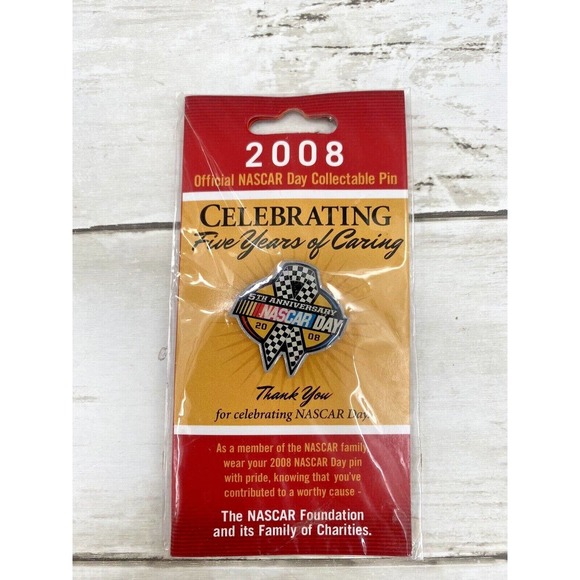 2008
Official NASCAR Day Collectable Pin
CELEBRATING
Five Years of Caring
5TH ANNIVERSARY
NASCAR DAY
20 08
Thank You
for celebrating NASCAR Day!
As a member of the NASCAR family
wear your 2008 NASCAR Day pin
with pride, knowing that you've
contributed to a worthy cause -
The NASCAR Foundation
and its Family of Charities.